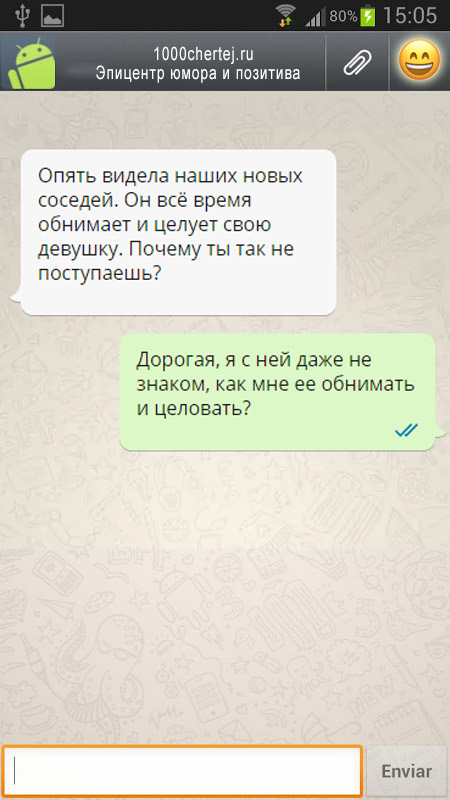 80% 15:05
1000chertej.ru
Эпицентр юмора и позитива
Опять видела наших новых
соседей. Он всё время
обнимает и целует свою
девушку. Почему ты так не
поступаешь?
Дорогая, я с ней даже не
знаком, как мне ее обнимать
и целовать?
Enviar